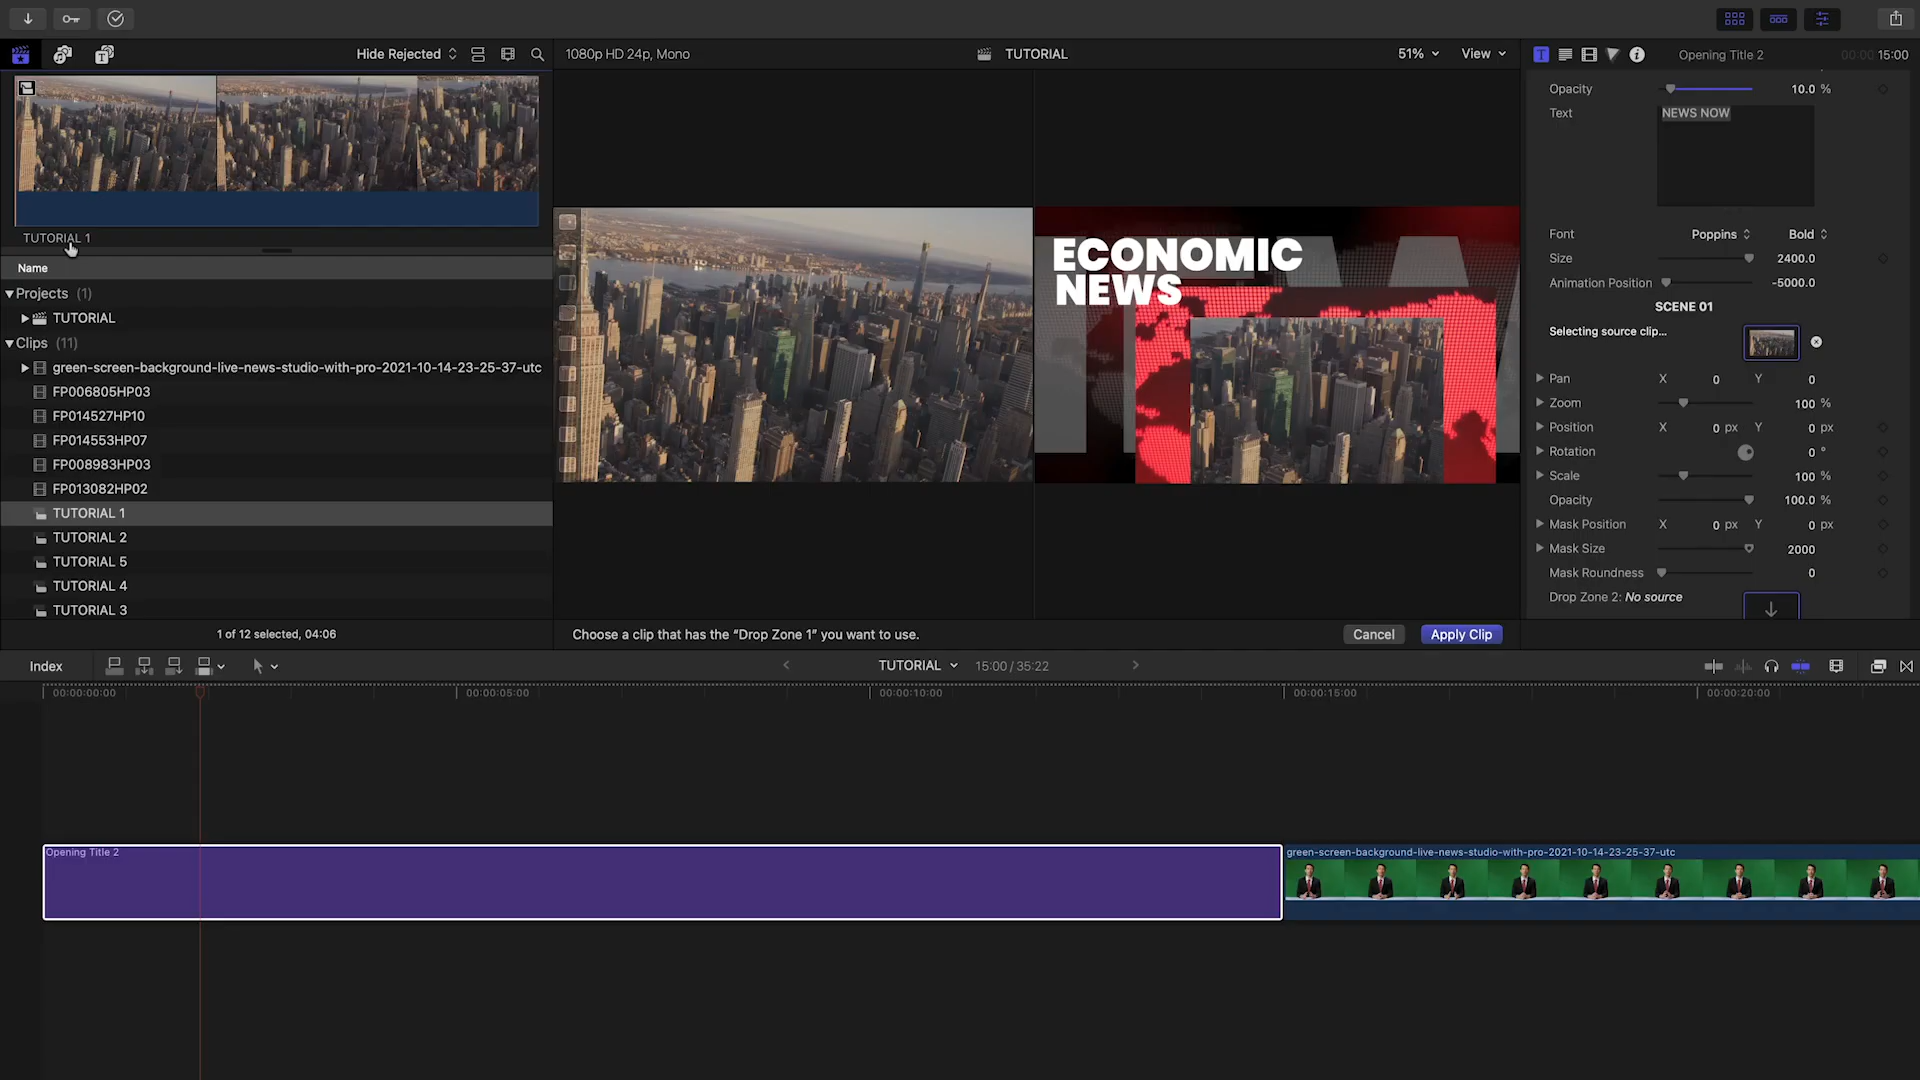 Hide Rejected
1080p HD 24p, Mono
TUTORIAL
51%
View
Opening Title 2
00:00:15:00
TUTORIAL 1
Name
Projects (1)
TUTORIAL
Clips (11)
green-screen-background-live-news-studio-with-pro-2021-10-14-23-25-37-utc
FP006805HP03
FP014527HP10
FP014553HP07
FP008983HP03
FP013082HP02
TUTORIAL 1
TUTORIAL 2
TUTORIAL 5
TUTORIAL 4
TUTORIAL 3
1 of 12 selected, 04:06
ECONOMIC
NEWS
Choose a clip that has the “Drop Zone 1” you want to use.
Cancel
Apply Clip
Opacity 10.0 %
Text NEWS NOW
Font Poppins Bold
Size 2400.0
Animation Position -5000.0
SCENE 01
Selecting source clip...
Pan X 0 Y 0
Zoom 100 %
Position X 0 px Y 0 px
Rotation 0 °
Scale 100 %
Opacity 100.0 %
Mask Position X 0 px Y 0 px
Mask Size 2000
Mask Roundness 0
Drop Zone 2: No source
Index
TUTORIAL
15:00 / 35:22
00:00:00:00
00:00:05:00
00:00:10:00
00:00:15:00
00:00:20:00
Opening Title 2
green-screen-background-live-news-studio-with-pro-2021-10-14-23-25-37-utc